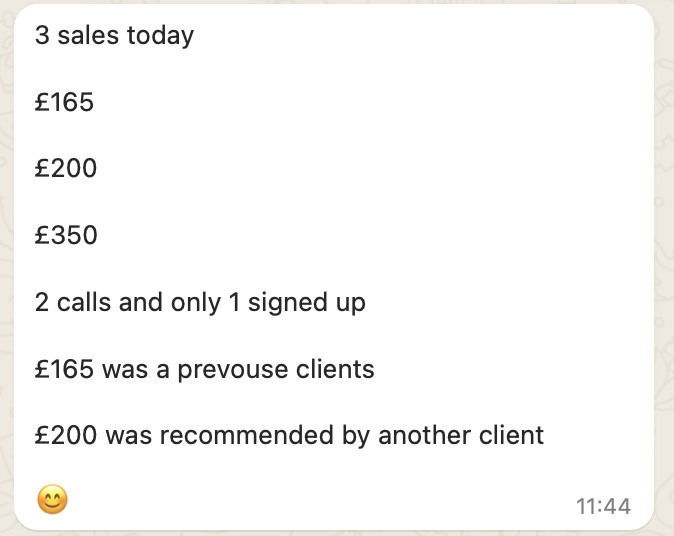 3 sales today
£165
£200
£350
2 calls and only 1 signed up
£165 was a prevouse clients
£200 was recommended by another client
😊
11:44